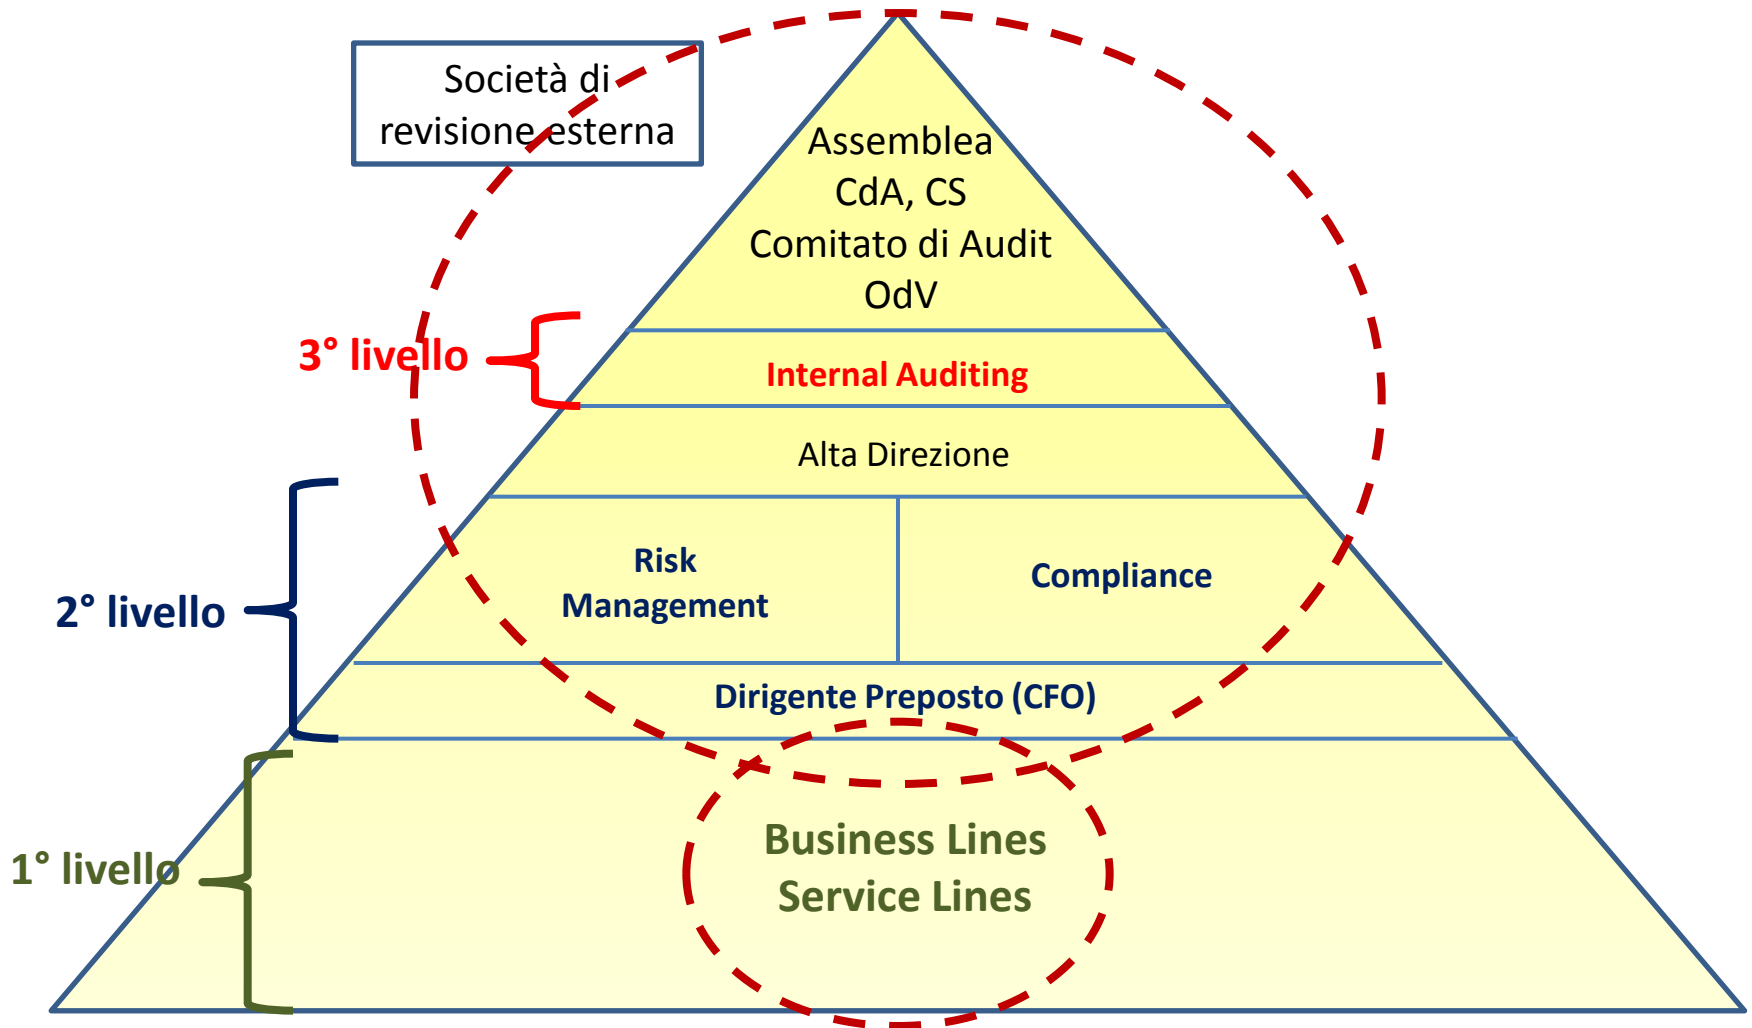 Società di
revisione esterna
Assemblea
CdA, CS
Comitato di Audit
OdV
3° livello
Internal Auditing
Alta Direzione
2° livello
Risk
Management
Compliance
Dirigente Preposto (CFO)
1° livello
Business Lines
Service Lines